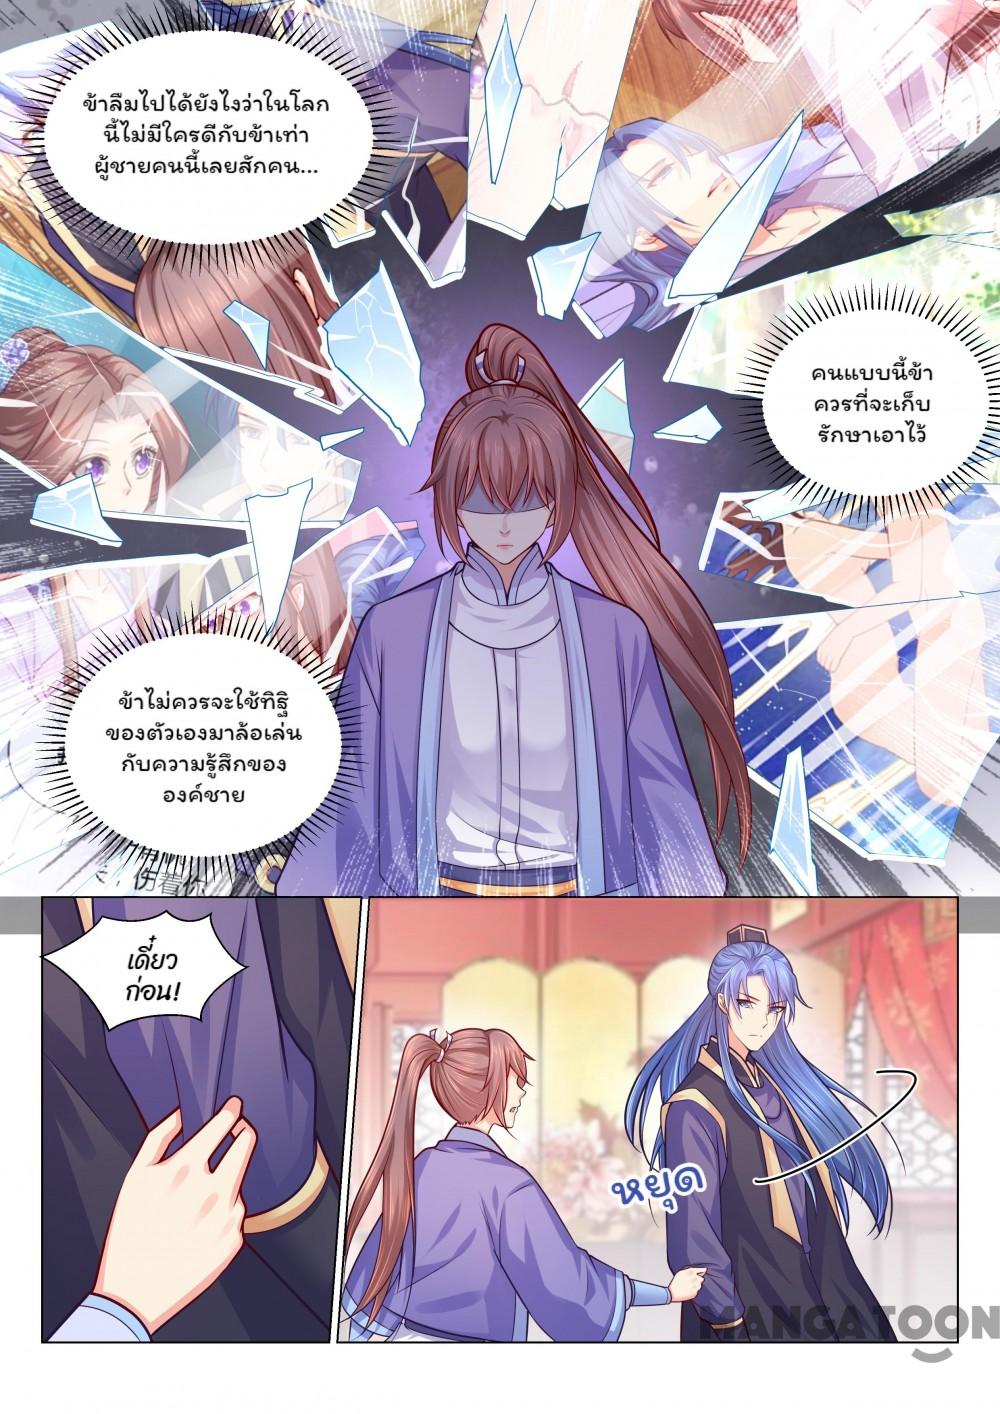 ข้าลืมไปได้ยังไงว่าในโลก
นี้ไม่มีใครดีกับข้าเท่า
ผู้ชายคนนี้เลยสักคน...
คนแบบนี้ข้า
ควรที่จะเก็บ
รักษาเอาไว้
ข้าไม่ควรจะใช้ทิฐิ
ของตัวเองมาล้อเล่น
กับความรู้สึกของ
องค์ชาย
เดี๋ยว
ก่อน!
หยุด
MANGATOON